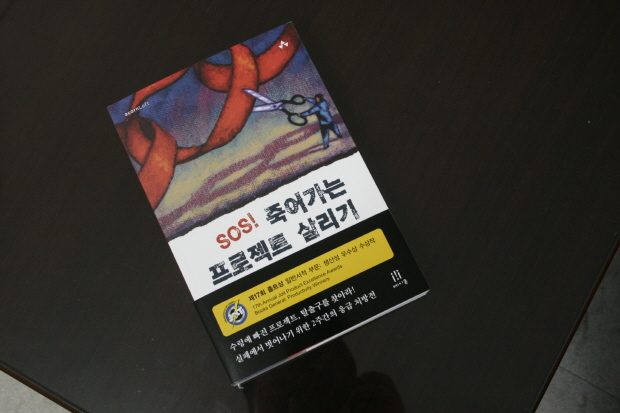 acornLoft
SOS! 죽어가는
프로젝트 살리기
제17회 졸트상 일반서적 부문: 생산성 우수상 수상작
17th Annual Jolt Product Excellence Awards
Books General: Productivity Winners
수렁에 빠진 프로젝트, 탈출구를 찾아라!
실패에서 벗어나기 위한 2주간의 응급 처방전